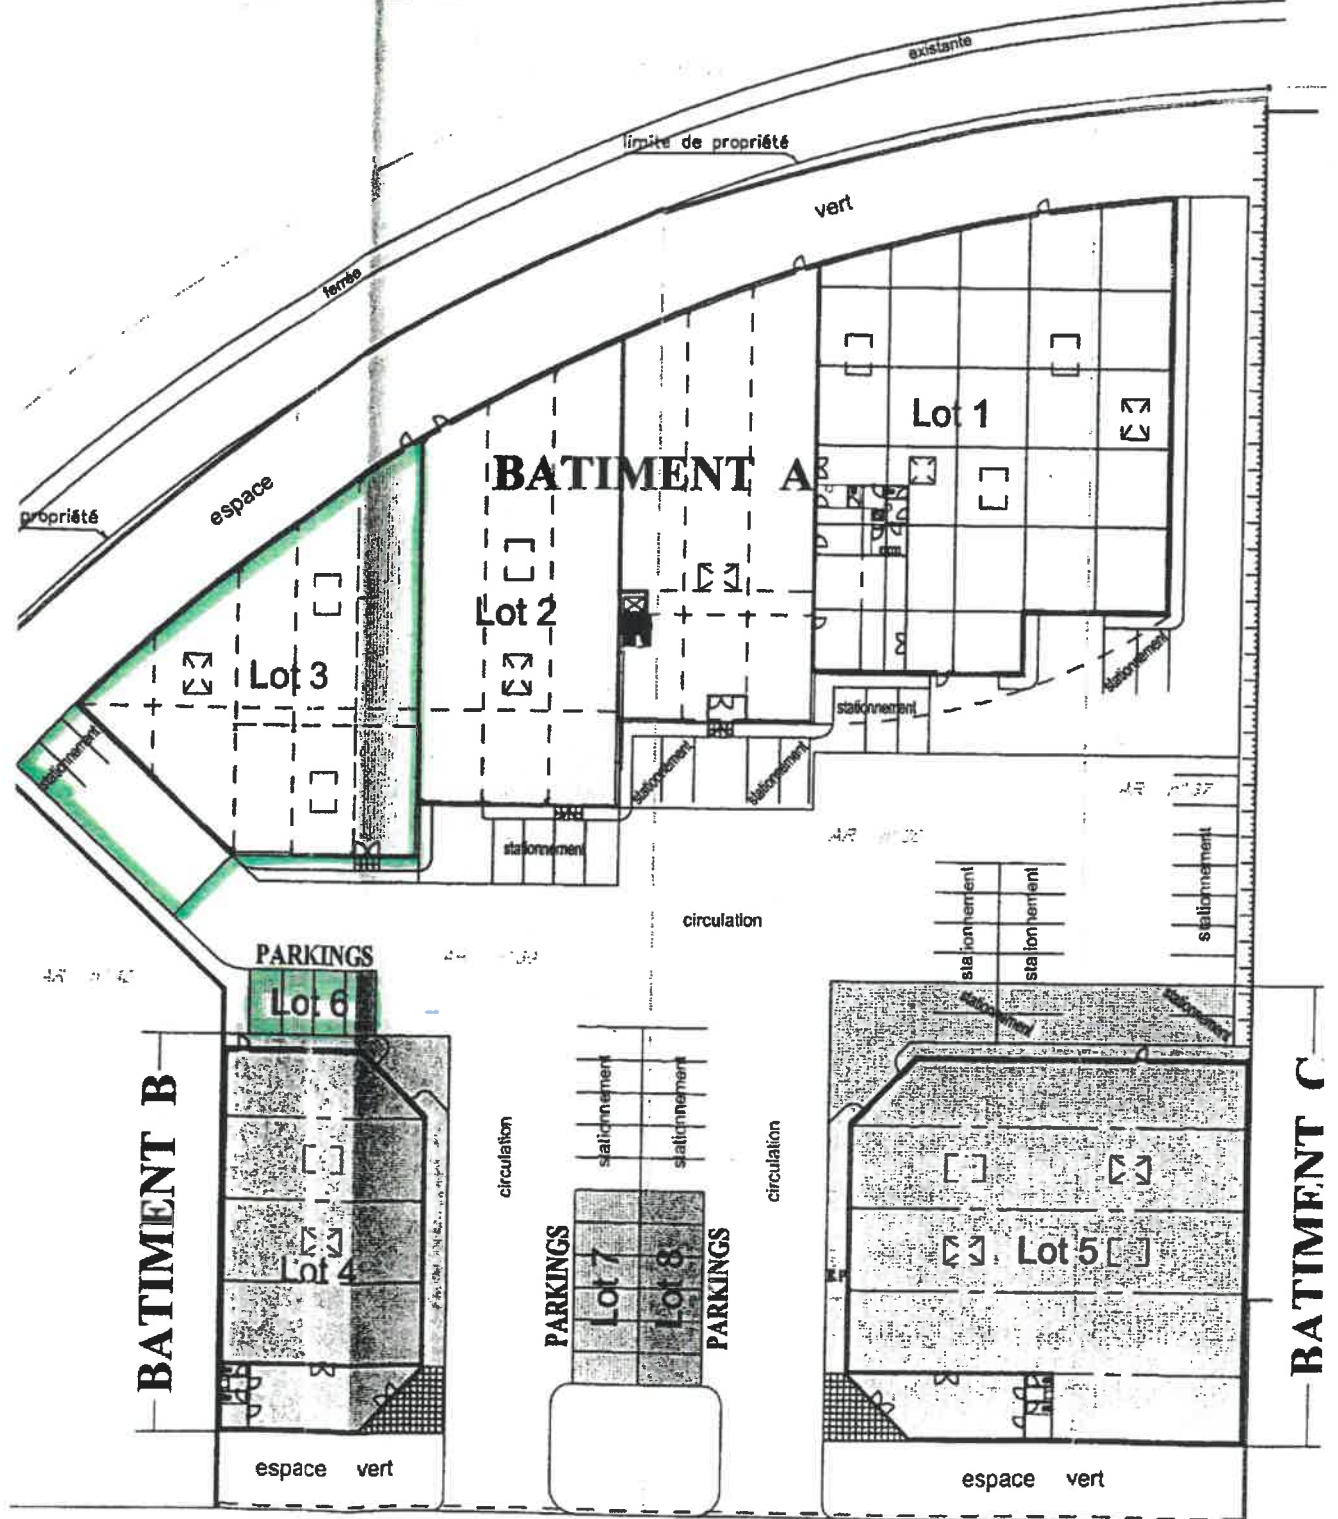 existante
limite de propriété
vert
ferrée
Lot 1
BATIMENT A
espace
propriété
Lot 2
Lot 3
stationnement
stationnement
stationnement
stationnement
stationnement
stationnement
stationnement
circulation
stationnement
stationnement
stationnement
PARKINGS
Lot 6
stationnement
stationnement
BATIMENT B
stationnement
stationnement
circulation
circulation
BATIMENT C
PARKINGS
Lot 7
Lot 8
PARKINGS
Lot 4
Lot 5
espace vert
espace vert